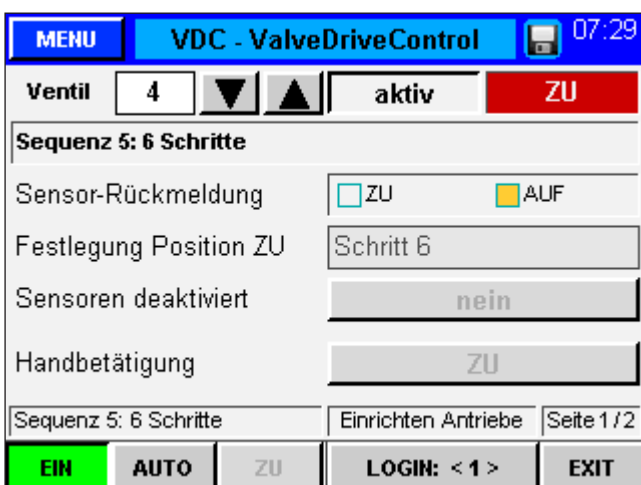 MENU VDC - ValveDriveControl 07:29
Ventil 4 aktiv ZU
Sequenz 5: 6 Schritte
Sensor-Rückmeldung ZU AUF
Festlegung Position ZU Schritt 6
Sensoren deaktiviert nein
Handbetätigung ZU
Sequenz 5: 6 Schritte Einrichten Antriebe Seite 1/2
EIN AUTO ZU LOGIN: <1> EXIT